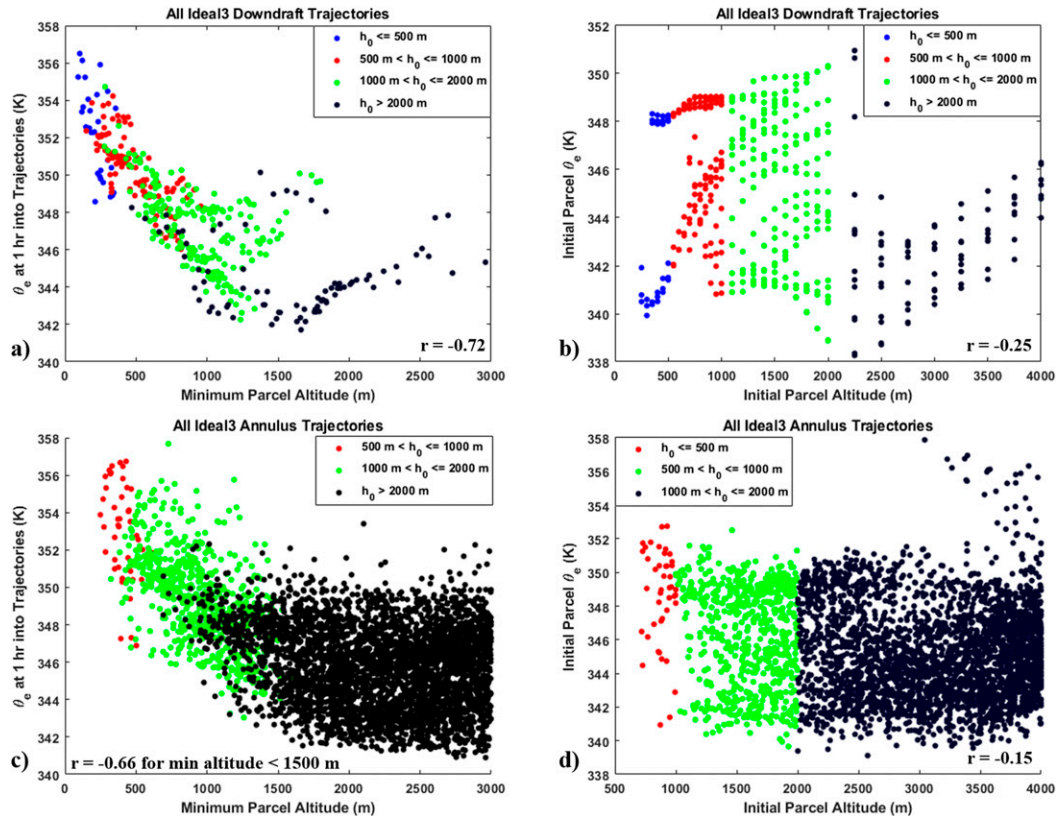 All Ideal3 Downdraft Trajectories
358
356
354
352
350
348
346
344
342
340
θe at 1 hr into Trajectories (K)
h0 <= 500 m
500 m < h0 <= 1000 m
1000 m < h0 <= 2000 m
h0 > 2000 m
a)
r = -0.72
0 500 1000 1500 2000 2500 3000
Minimum Parcel Altitude (m)
All Ideal3 Downdraft Trajectories
350
348
346
344
342
340
338
Initial Parcel θe (K)
h0 <= 500 m
500 m < h0 <= 1000 m
1000 m < h0 <= 2000 m
h0 > 2000 m
b)
r = -0.25
0 500 1000 1500 2000 2500 3000 3500 4000
Initial Parcel Altitude (m)
All Ideal3 Annulus Trajectories
358
356
354
352
350
348
346
344
342
340
θe at 1 hr into Trajectories (K)
500 m < h0 <= 1000 m
1000 m < h0 <= 2000 m
h0 > 2000 m
c)
r = -0.66 for min altitude < 1500 m
0 500 1000 1500 2000 2500 3000
Minimum Parcel Altitude (m)
All Ideal3 Annulus Trajectories
358
356
354
352
350
348
346
344
342
340
338
Initial Parcel θe (K)
h0 <= 500 m
500 m < h0 <= 1000 m
1000 m < h0 <= 2000 m
d)
r = -0.15
500 1000 1500 2000 2500 3000 3500 4000
Initial Parcel Altitude (m)